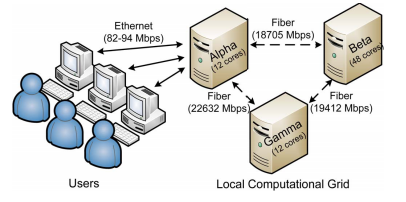 Ethernet
(82-94 Mbps)
Alpha
(12 cores)
Fiber
(18705 Mbps)
Beta
(48 cores)
Fiber
(22632 Mbps)
Fiber
(19412 Mbps)
Gamma
(12 cores)
Users
Local Computational Grid